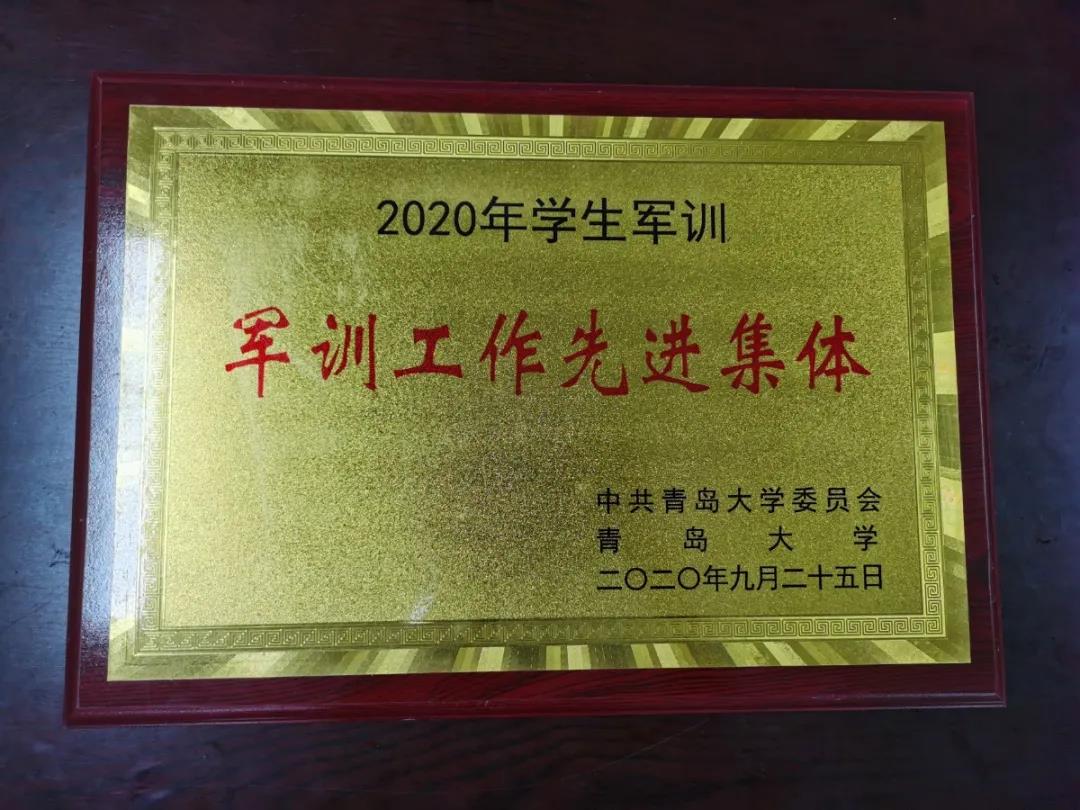 2020年学生军训
军训工作先进集体
中共青岛大学委员会
青岛大学
二〇二〇年九月二十五日